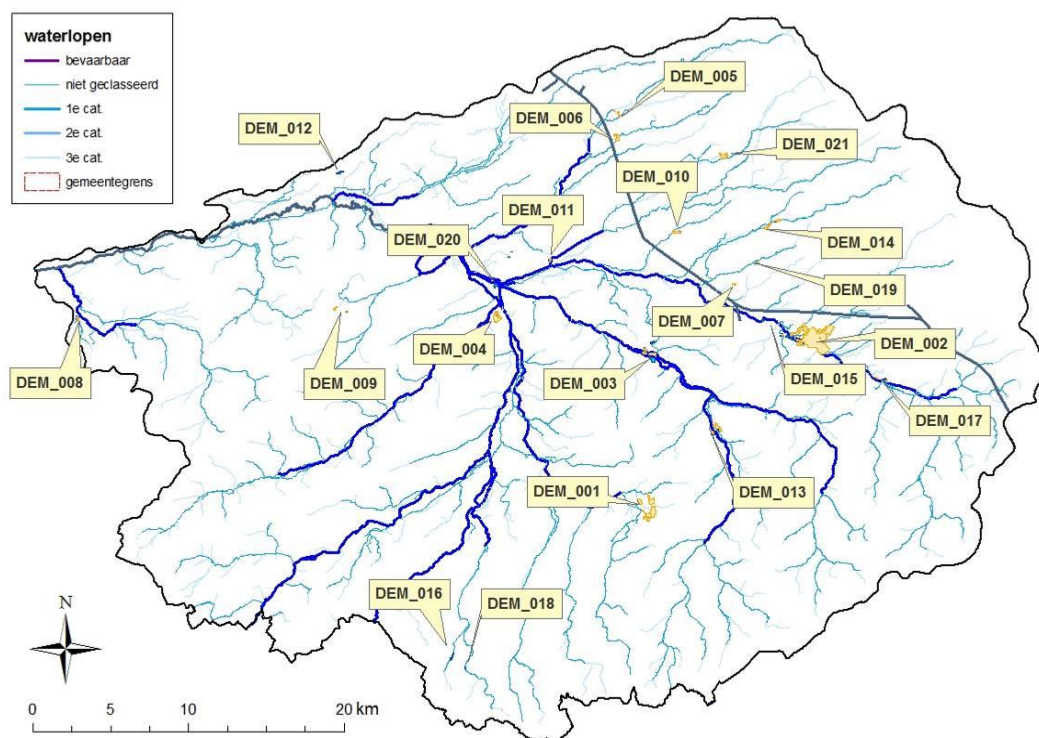 waterlopen
bevaarbaar
niet geclasseerd
1e cat.
2e cat.
3e cat.
gemeentegrens
DEM_005
DEM_006
DEM_012
DEM_021
DEM_010
DEM_011
DEM_020
DEM_014
DEM_019
DEM_007
DEM_004
DEM_002
DEM_008
DEM_009
DEM_003
DEM_015
DEM_017
DEM_001
DEM_013
DEM_016
DEM_018
N
0 5 10 20 km